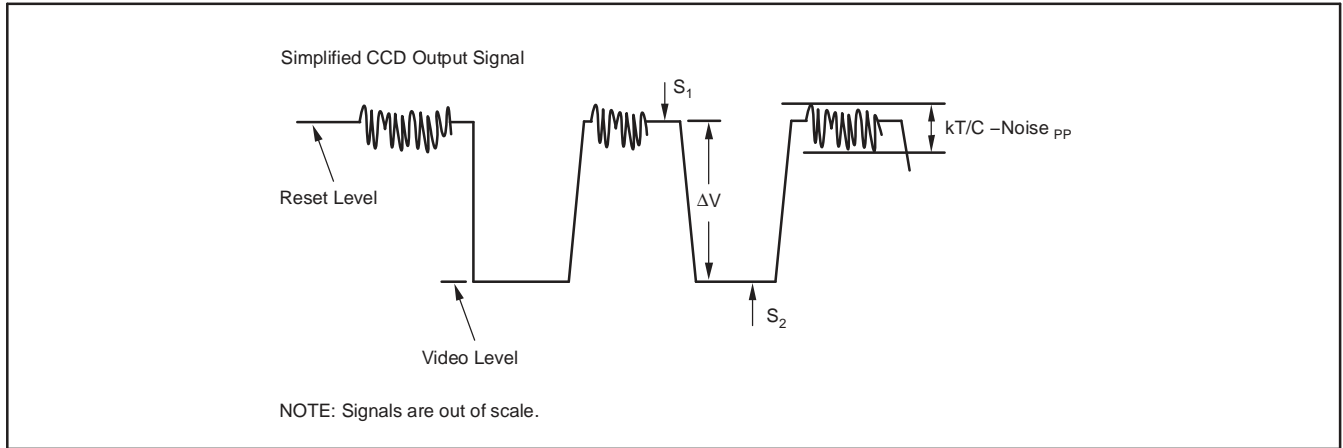 Simplified CCD Output Signal
S1
kT/C –Noise PP
Reset Level
ΔV
S2
Video Level
NOTE: Signals are out of scale.